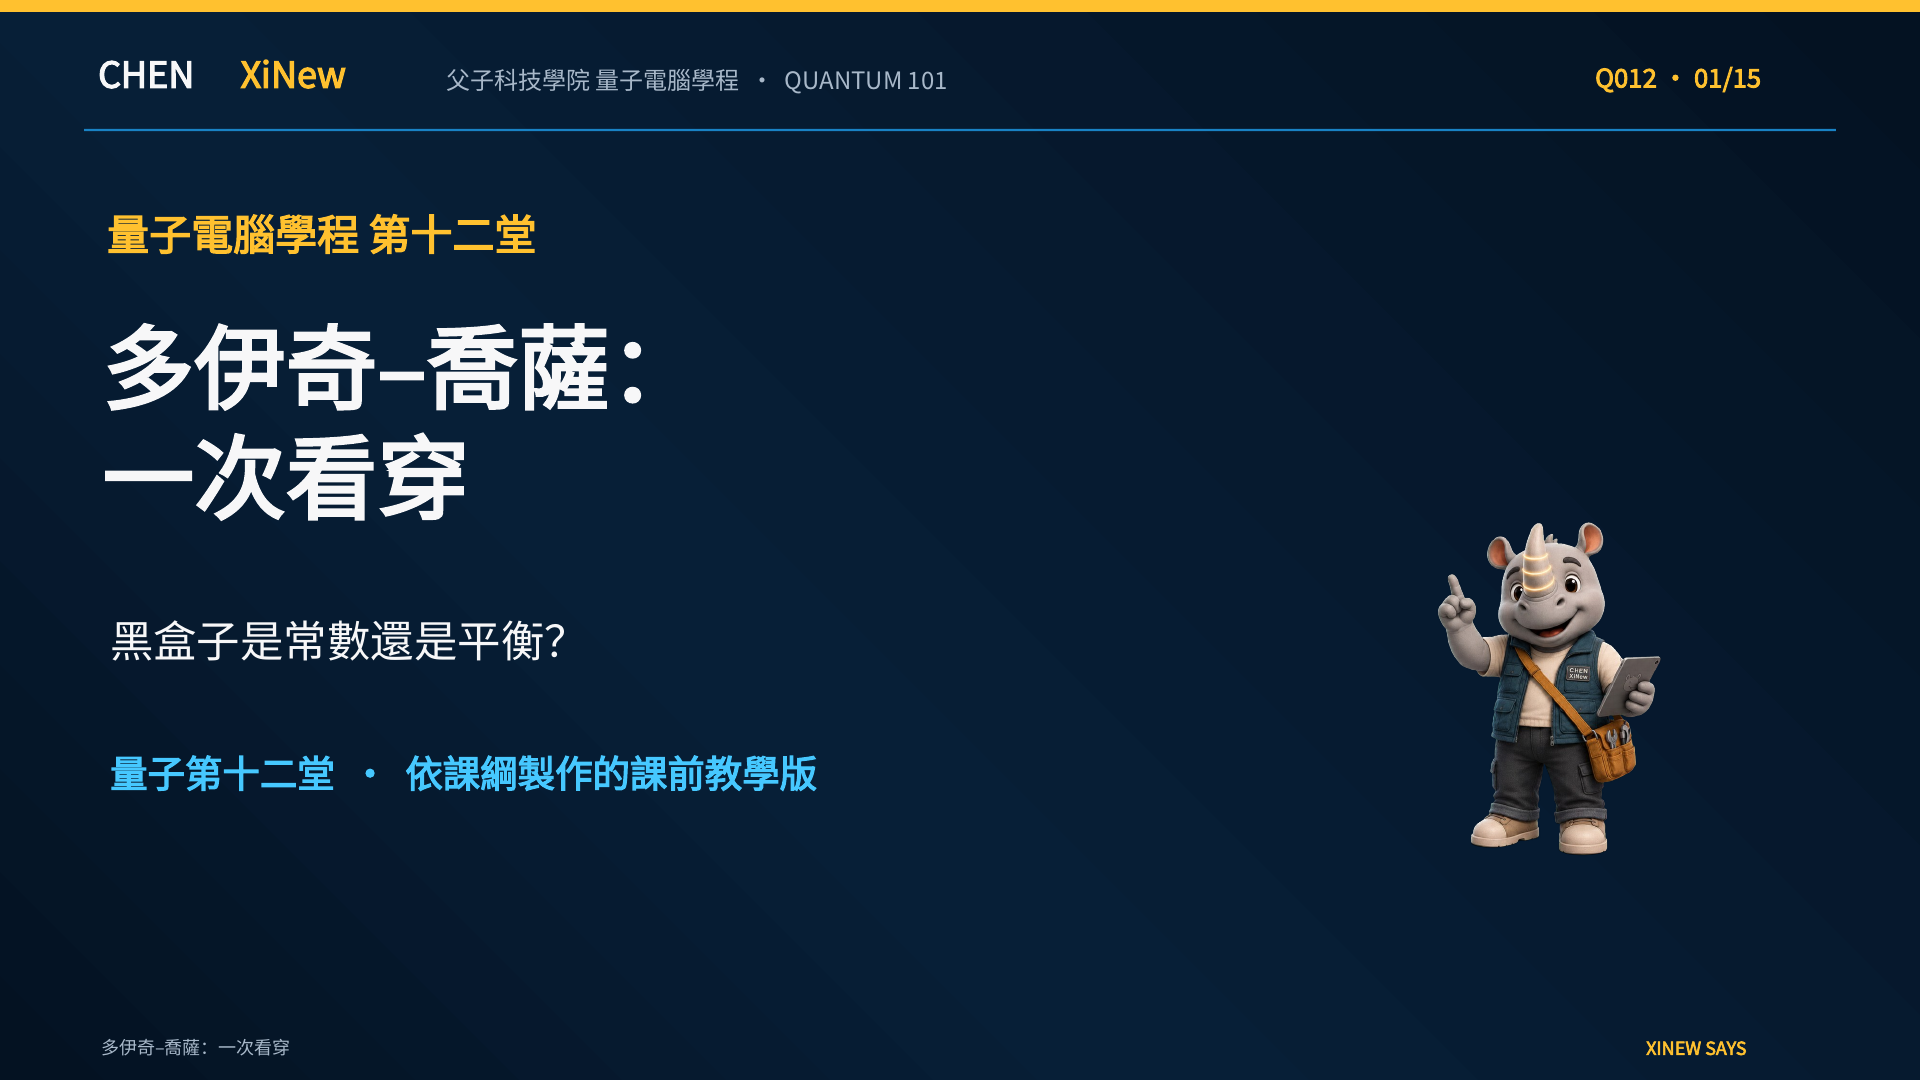 CHEN XiNew 父子科技學院 量子電腦學程 · QUANTUM 101 Q012 · 01/15
量子電腦學程 第十二堂
多伊奇–喬薩：
一次看穿
黑盒子是常數還是平衡？
量子第十二堂 · 依課綱製作的課前教學版
CHEN
XiNew
多伊奇–喬薩：一次看穿 XINEW SAYS